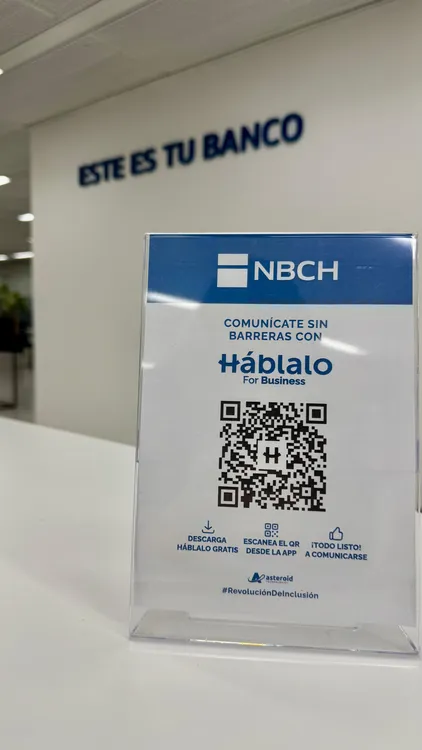 ESTE ES TU BANCO
NBCH
COMUNÍCATE SIN
BARRERAS CON
Háblalo
For Business
H
DESCARGA
HÁBLALO GRATIS
ESCANEA EL QR
DESDE LA APP
¡TODO LISTO!
A COMUNICARSE
asteroid
#RevoluciónDeInclusión